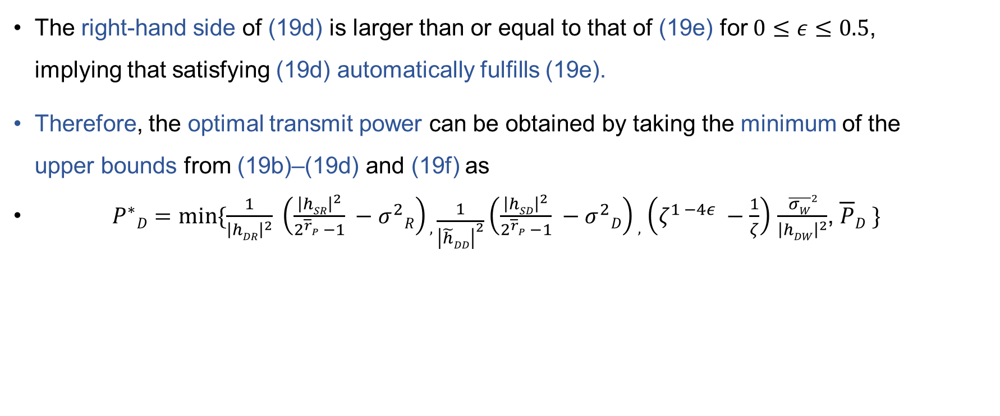 • The right-hand side of (19d) is larger than or equal to that of (19e) for 0 ≤ ϵ ≤ 0.5,
implying that satisfying (19d) automatically fulfills (19e).
• Therefore, the optimal transmit power can be obtained by taking the minimum of the
upper bounds from (19b)–(19d) and (19f) as
• $P^*{}_D = \min\{\frac{1}{|h_{DR}|^2}\left(\frac{|h_{SR}|^2}{2^{\overline{r}_P}-1} - \sigma^2{}_R\right), \frac{1}{|\tilde{h}_{DD}|^2}\left(\frac{|h_{SD}|^2}{2^{\overline{r}_P}-1} - \sigma^2{}_D\right), \left(\zeta^{1-4\epsilon} - \frac{1}{\zeta}\right)\frac{\overline{\sigma_W}^2}{|h_{DW}|^2}, \overline{P}_D\}$